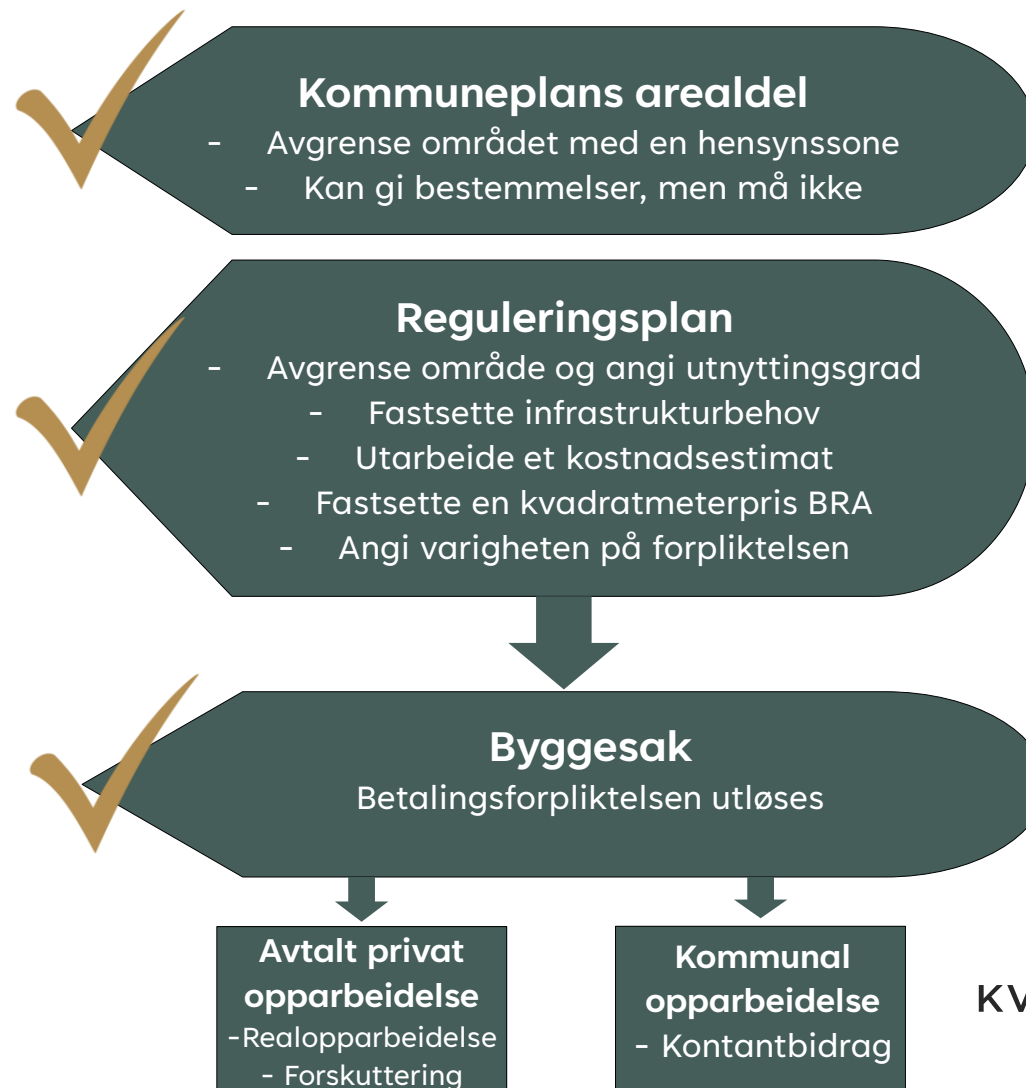 Kommuneplans arealdel
- Avgrense området med en hensynssone
- Kan gi bestemmelser, men må ikke
Reguleringsplan
- Avgrense område og angi utnyttingsgrad
- Fastsette infrastrukturbehov
- Utarbeide et kostnadsestimat
- Fastsette en kvadratmeterpris BRA
- Angi varigheten på forpliktelsen
Byggesak
Betalingsforpliktelsen utløses
Avtalt privat
opparbeidelse
-Realopparbeidelse
- Forskuttering
Kommunal
opparbeidelse
- Kontantbidrag
KV